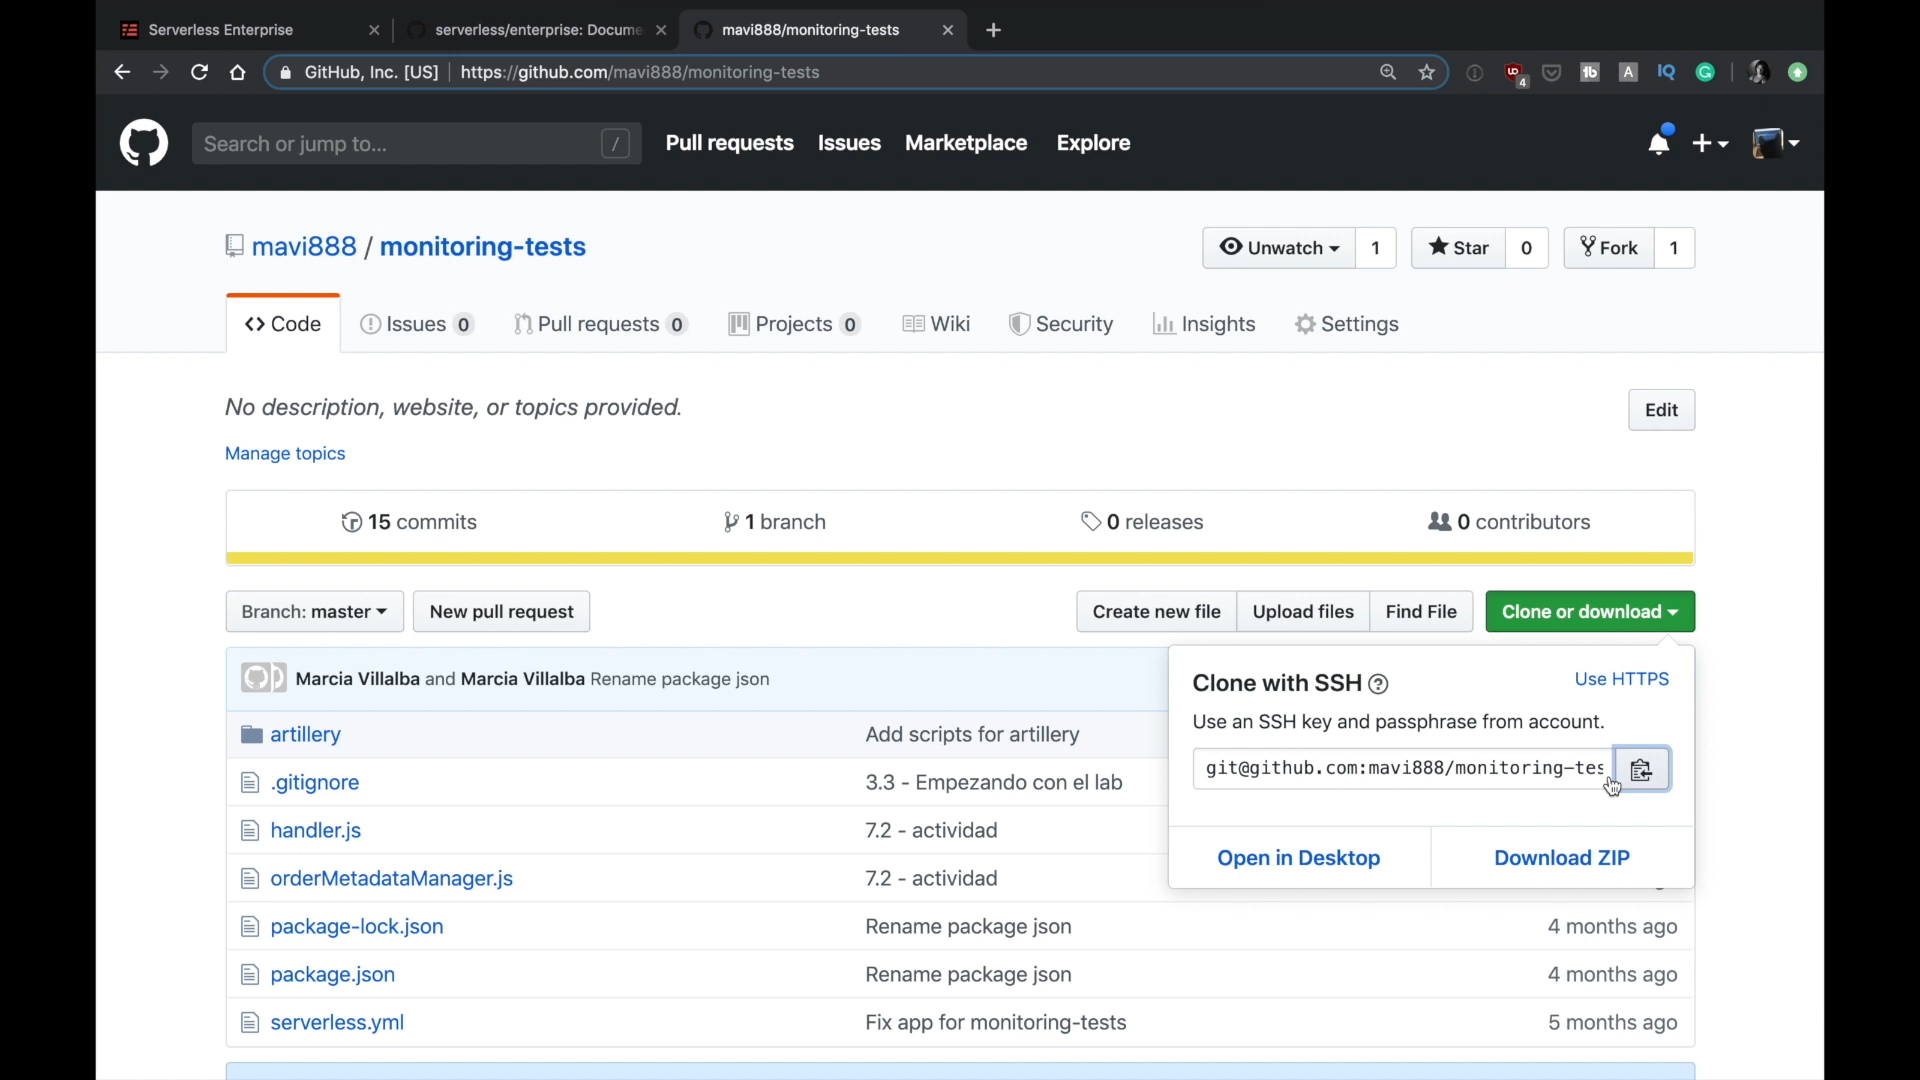 Serverless Enterprise
serverless/enterprise: Docume
mavi888/monitoring-tests
GitHub, Inc. [US] https://github.com/mavi888/monitoring-tests
4 tb A IQ G
Search or jump to... /
Pull requests Issues Marketplace Explore
mavi888 / monitoring-tests
Unwatch 1 Star 0 Fork 1
Code Issues 0 Pull requests 0 Projects 0 Wiki Security Insights Settings
No description, website, or topics provided.
Edit
Manage topics
15 commits 1 branch 0 releases 0 contributors
Branch: master New pull request Create new file Upload files Find File Clone or download
Marcia Villalba and Marcia Villalba Rename package json
Clone with SSH ? Use HTTPS
Use an SSH key and passphrase from account.
git@github.com:mavi888/monitoring-tes
Open in Desktop Download ZIP
artillery Add scripts for artillery
.gitignore 3.3 - Empezando con el lab
handler.js 7.2 - actividad
orderMetadataManager.js 7.2 - actividad
package-lock.json Rename package json 4 months ago
package.json Rename package json 4 months ago
serverless.yml Fix app for monitoring-tests 5 months ago